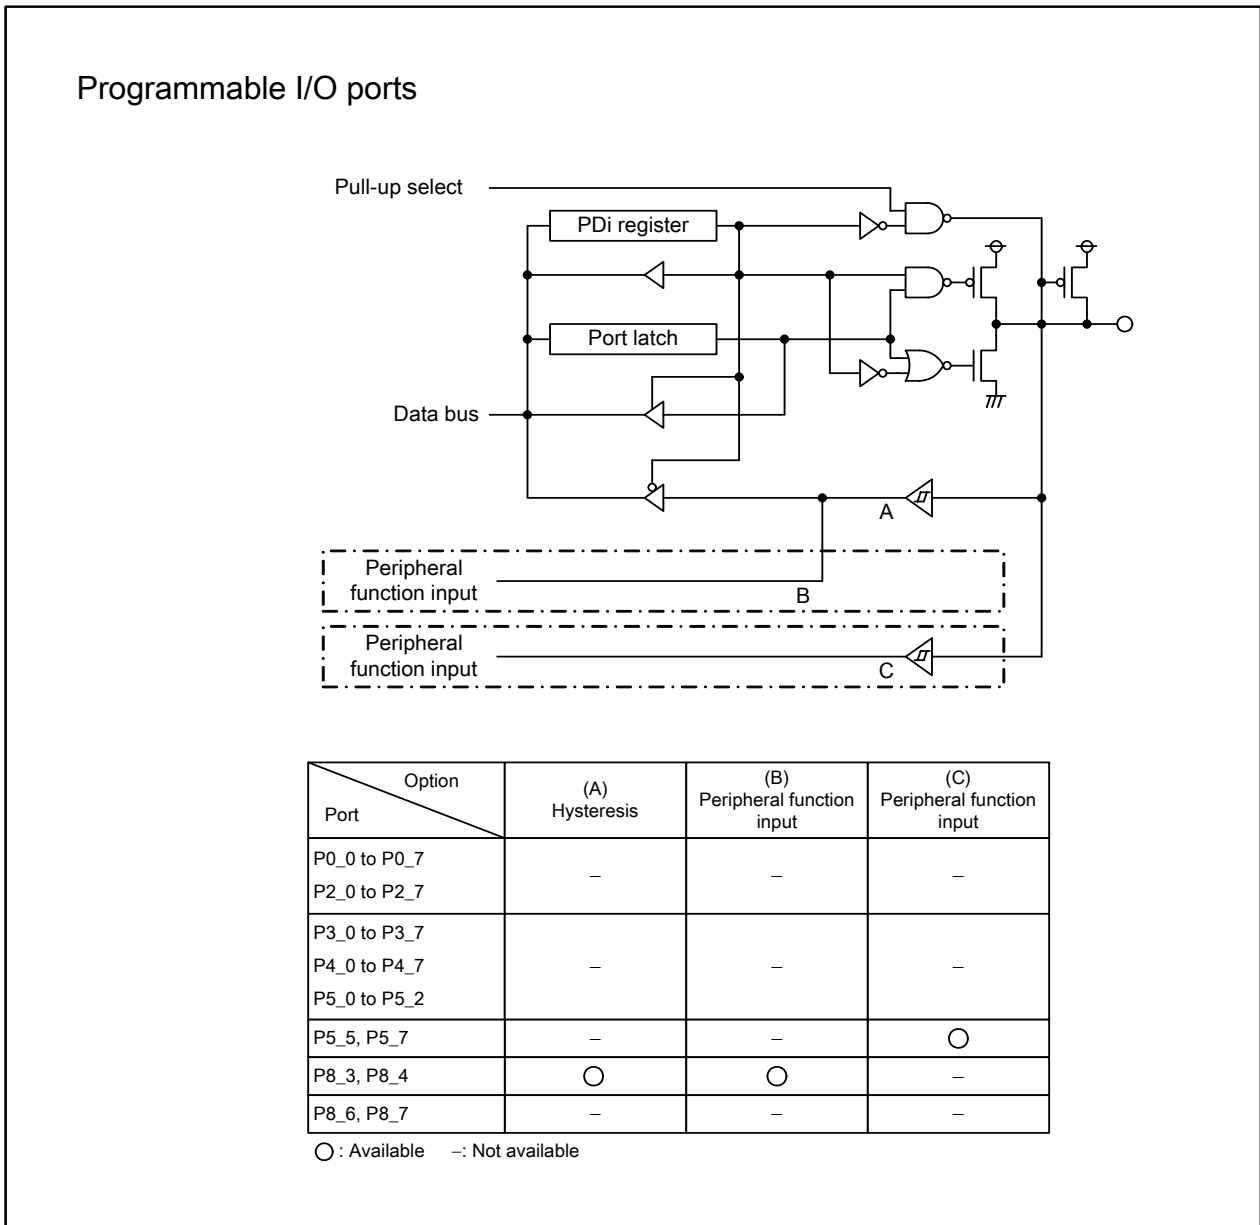 Programmable I/O ports
Pull-up select
PDi register
Port latch
Data bus
A
Peripheral
function input
B
Peripheral
function input
C
Option
Port
(A)
Hysteresis
(B)
Peripheral function
input
(C)
Peripheral function
input
P0_0 to P0_7
P2_0 to P2_7
– – –
P3_0 to P3_7
P4_0 to P4_7
P5_0 to P5_2
– – –
P5_5, P5_7 – – ○
P8_3, P8_4 ○ ○ –
P8_6, P8_7 – – –
○ : Available –: Not available